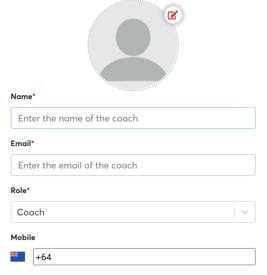 Name*
Enter the name of the coach
Email*
Enter the email of the coach
Role*
Coach
Mobile
+64